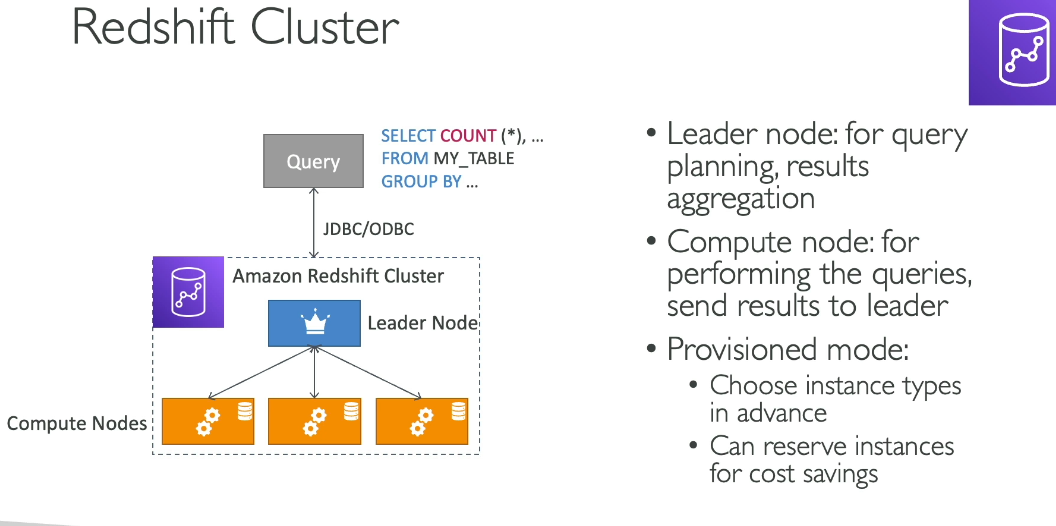 Redshift Cluster
Query
SELECT COUNT (*), ...
FROM MY_TABLE
GROUP BY ...
JDBC/ODBC
Amazon Redshift Cluster
Leader Node
Compute Nodes
• Leader node: for query
planning, results
aggregation
• Compute node: for
performing the queries,
send results to leader
• Provisioned mode:
• Choose instance types
in advance
• Can reserve instances
for cost savings